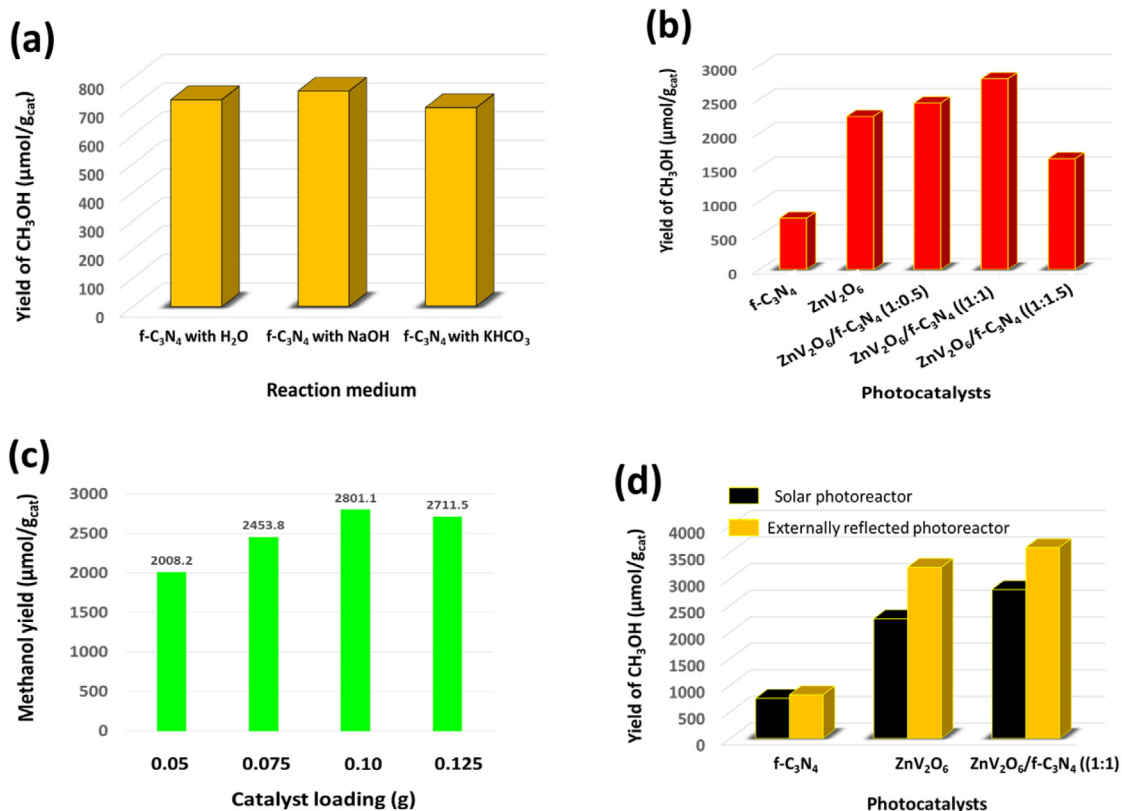 (a)
Yield of CH₃OH (µmol/g_cat)
800
700
600
500
400
300
200
100
0
f-C₃N₄ with H₂O f-C₃N₄ with NaOH f-C₃N₄ with KHCO₃
Reaction medium
(b)
Yield of CH₃OH (µmol/g_cat)
3000
2500
2000
1500
1000
500
0
f-C₃N₄
ZnV₂O₆
ZnV₂O₆/f-C₃N₄ (1:0.5)
ZnV₂O₆/f-C₃N₄ ((1:1)
ZnV₂O₆/f-C₃N₄ ((1:1.5)
Photocatalysts
(c)
Methanol yield (µmol/g_cat)
3000
2500
2000
1500
1000
500
0
2008.2
2453.8
2801.1
2711.5
0.05 0.075 0.10 0.125
Catalyst loading (g)
(d)
Solar photoreactor
Externally reflected photoreactor
Yield of CH₃OH (µmol/g_cat)
4000
3500
3000
2500
2000
1500
1000
500
0
f-C₃N₄ ZnV₂O₆ ZnV₂O₆/f-C₃N₄ ((1:1)
Photocatalysts